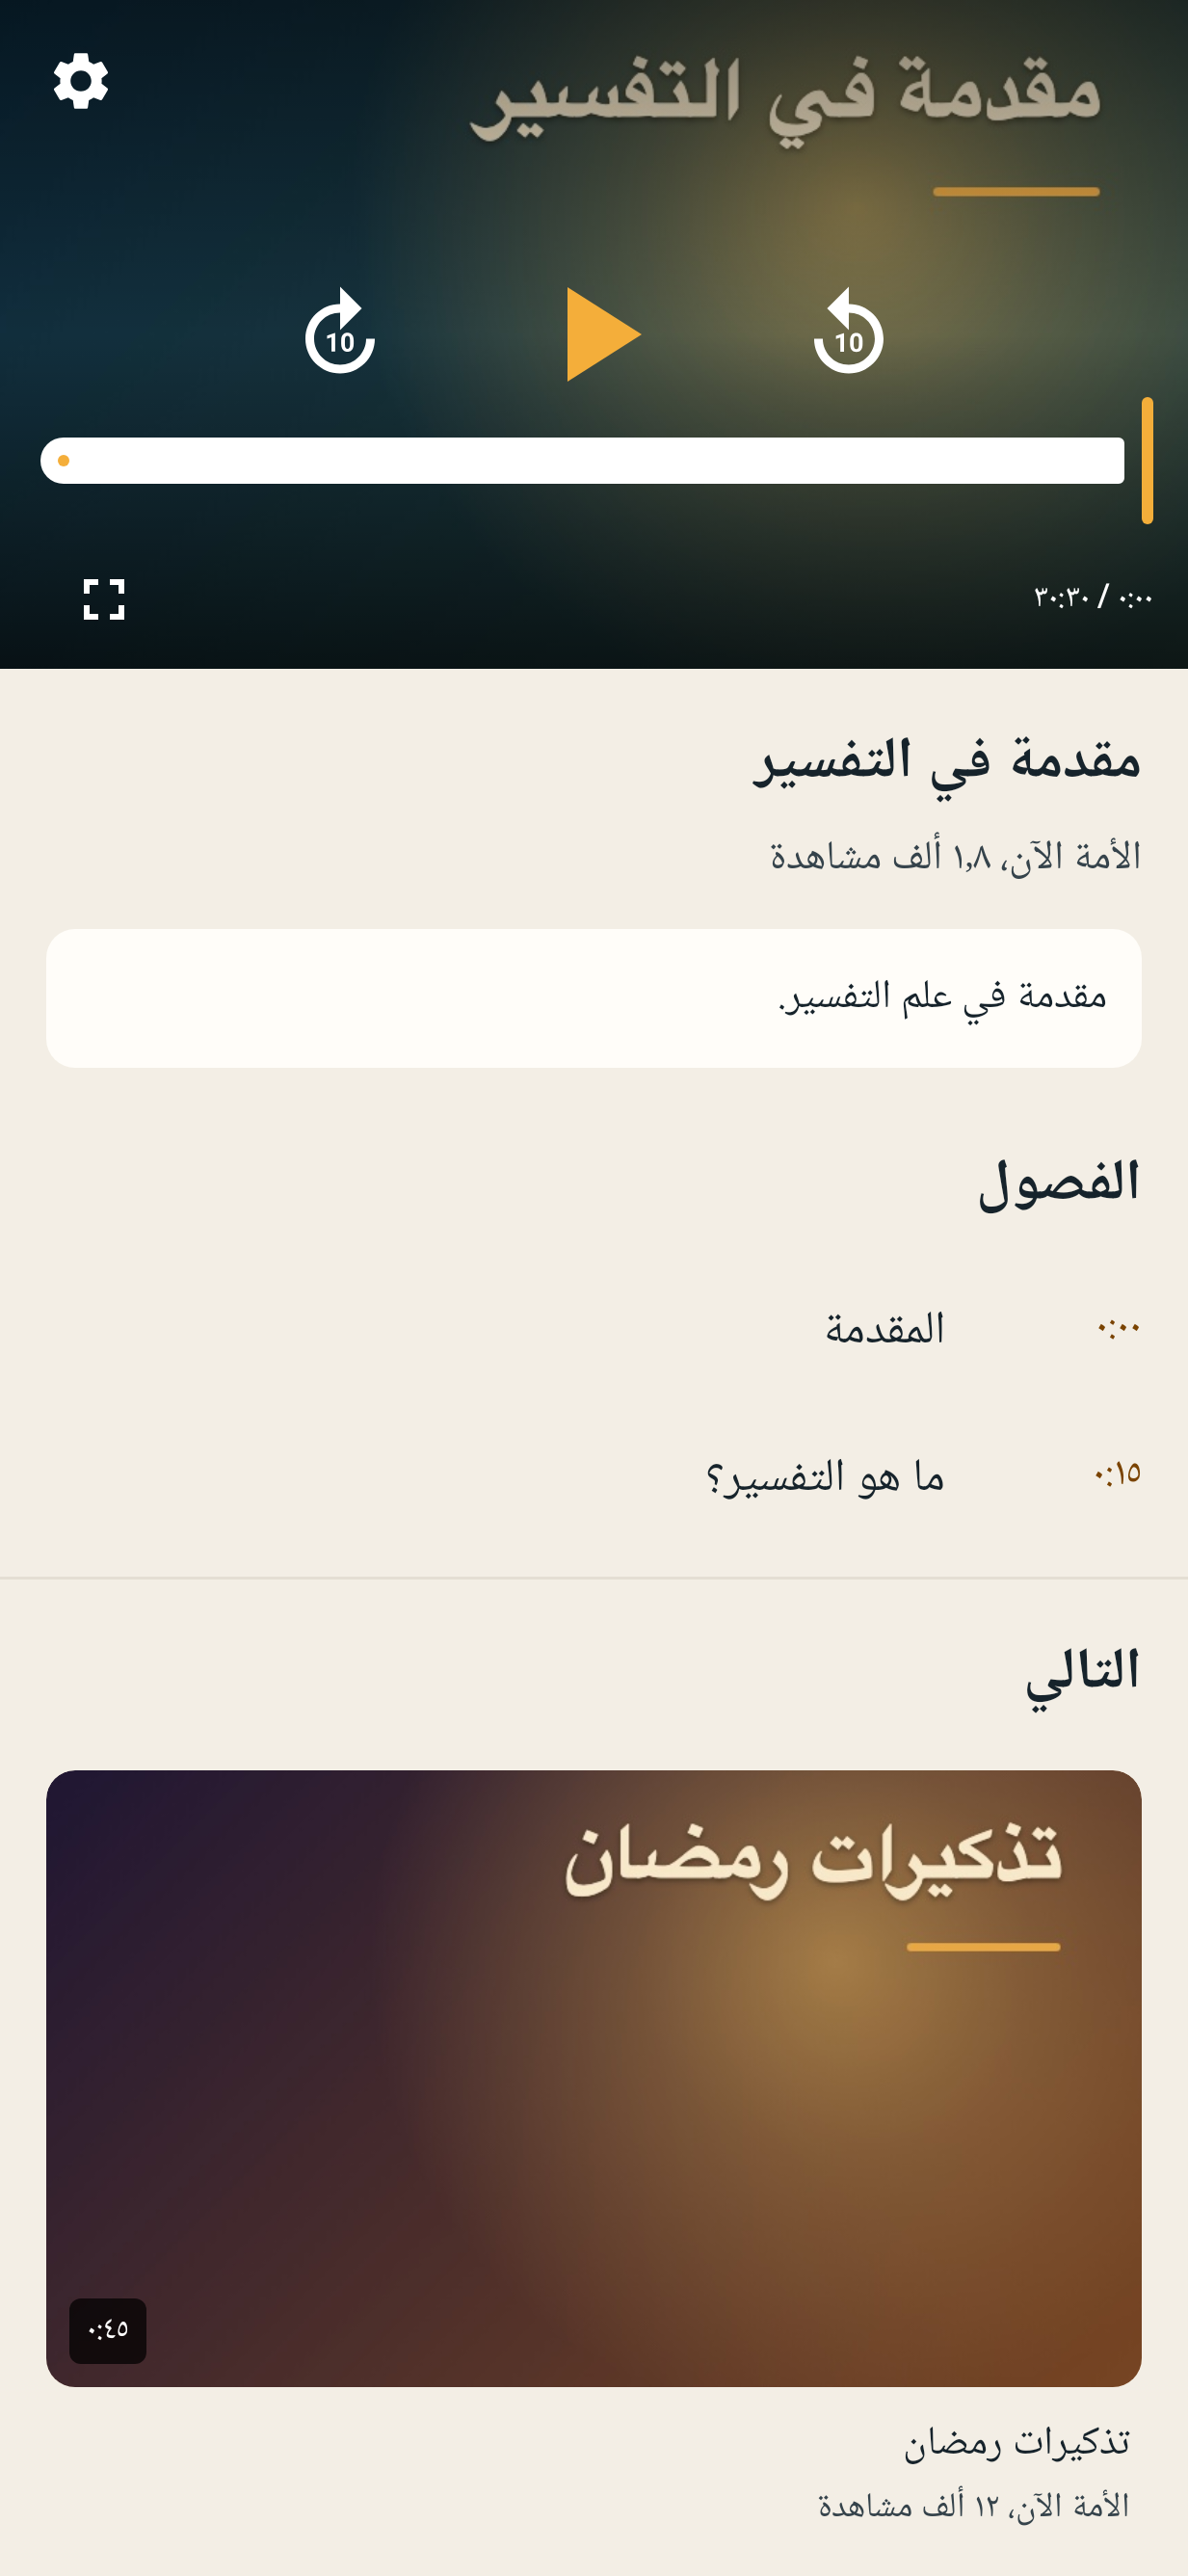 مقدمة في التفسير
10
10
٠:٠٠ / ٣٠:٣٠
مقدمة في التفسير
الأمة الآن، ١٫٨ ألف مشاهدة
مقدمة في علم التفسير.
الفصول
٠:٠٠ المقدمة
٠:١٥ ما هو التفسير؟
التالي
تذكيرات رمضان
٠:٤٥
تذكيرات رمضان
الأمة الآن، ١٢ ألف مشاهدة